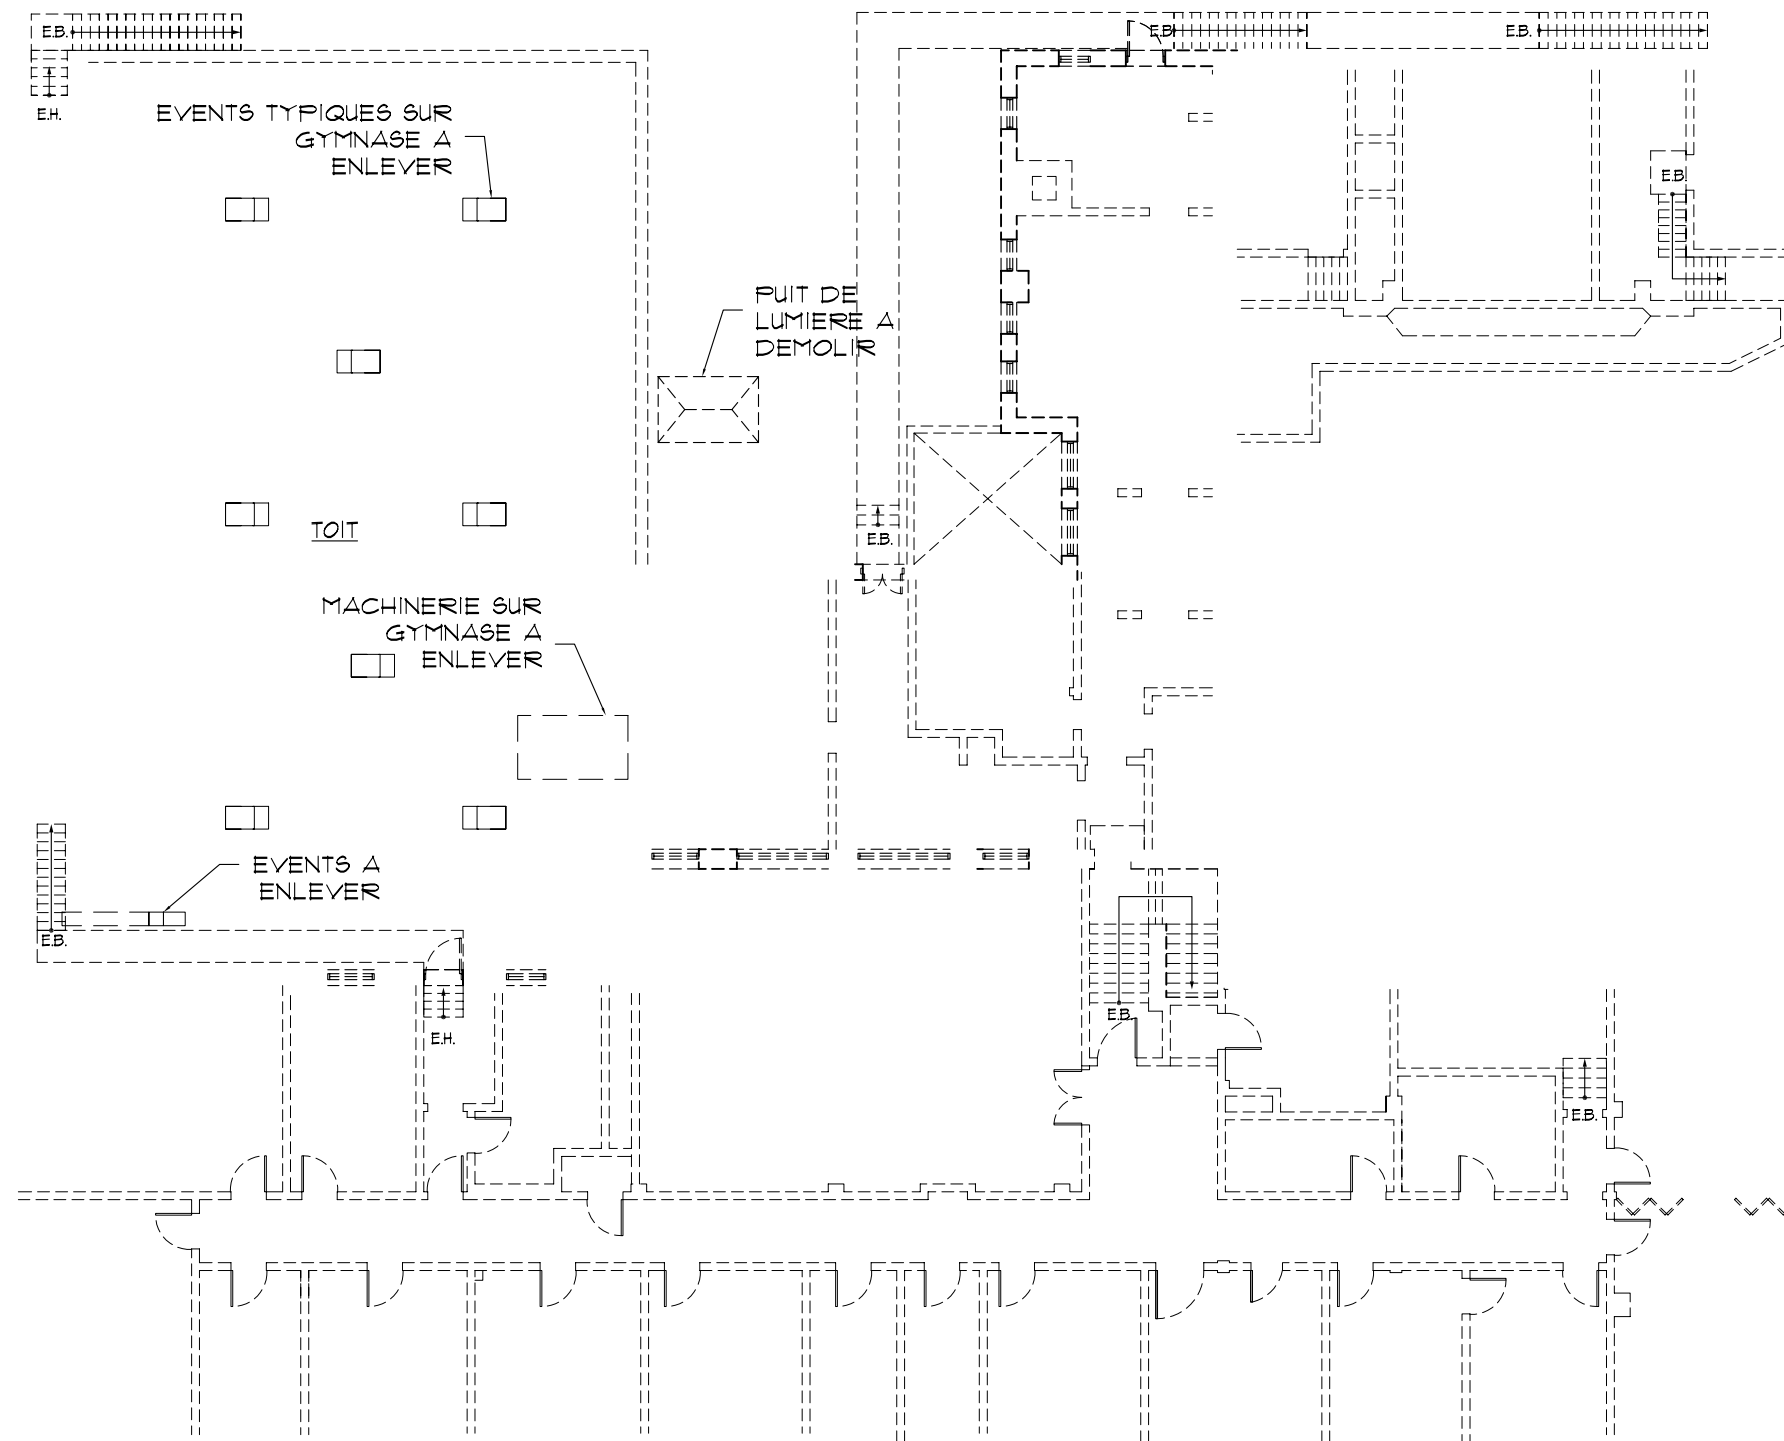 E.B.
E.B.
E.B.
E.H.
EVENTS TYPIQUES SUR
GYMNASE A
ENLEVER
E.B.
PUIT DE
LUMIERE A
DEMOLIR
TOIT
E.B.
MACHINERIE SUR
GYMNASE A
ENLEVER
EVENTS A
ENLEVER
E.B.
E.B.
E.H.
E.B.